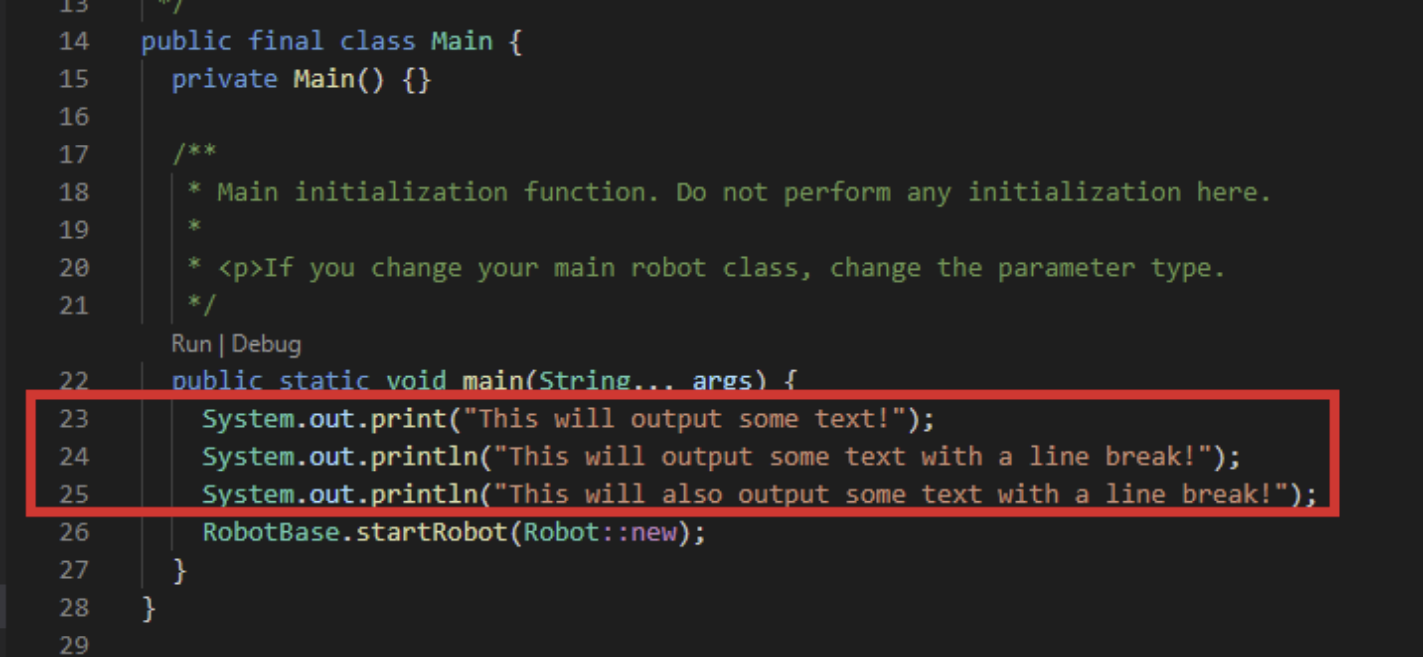 13 */
14 public final class Main {
15 private Main() {}
16
17 /**
18 * Main initialization function. Do not perform any initialization here.
19 *
20 * <p>If you change your main robot class, change the parameter type.
21 */
Run | Debug
22 public static void main(String... args) {
23 System.out.print("This will output some text!");
24 System.out.println("This will output some text with a line break!");
25 System.out.println("This will also output some text with a line break!");
26 RobotBase.startRobot(Robot::new);
27 }
28 }
29